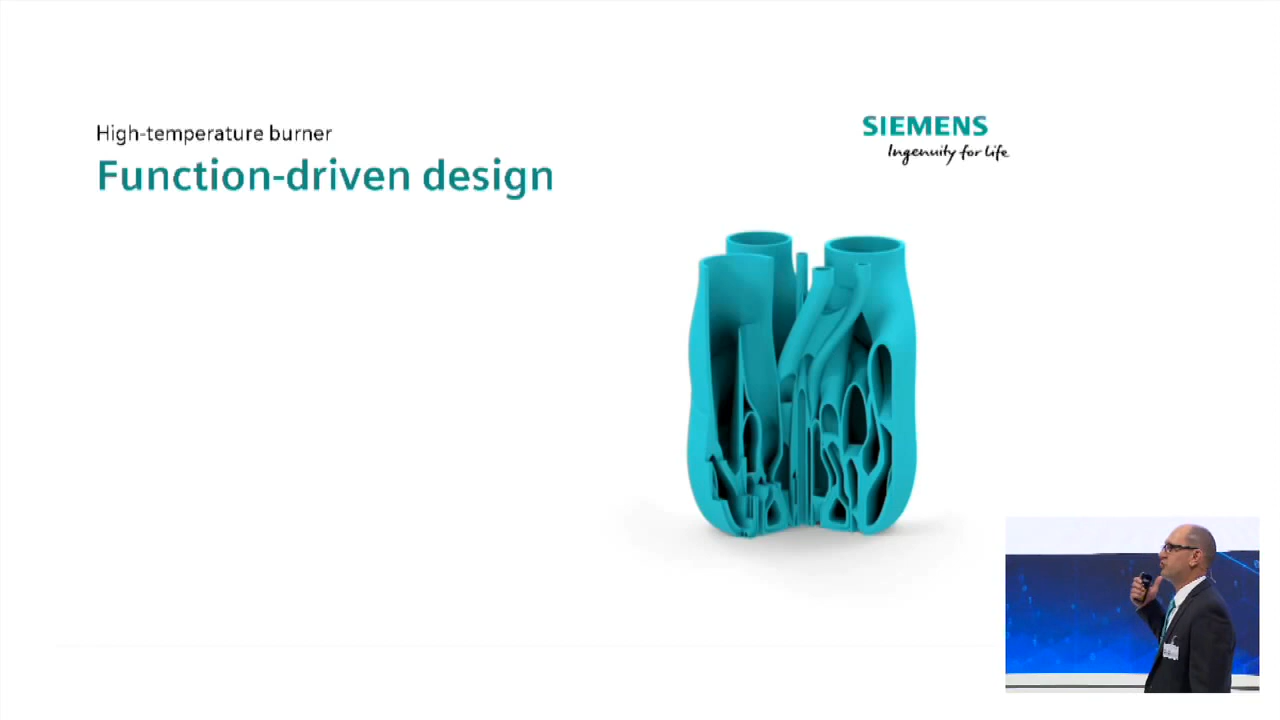 High-temperature burner
Function-driven design
SIEMENS
Ingenuity for life